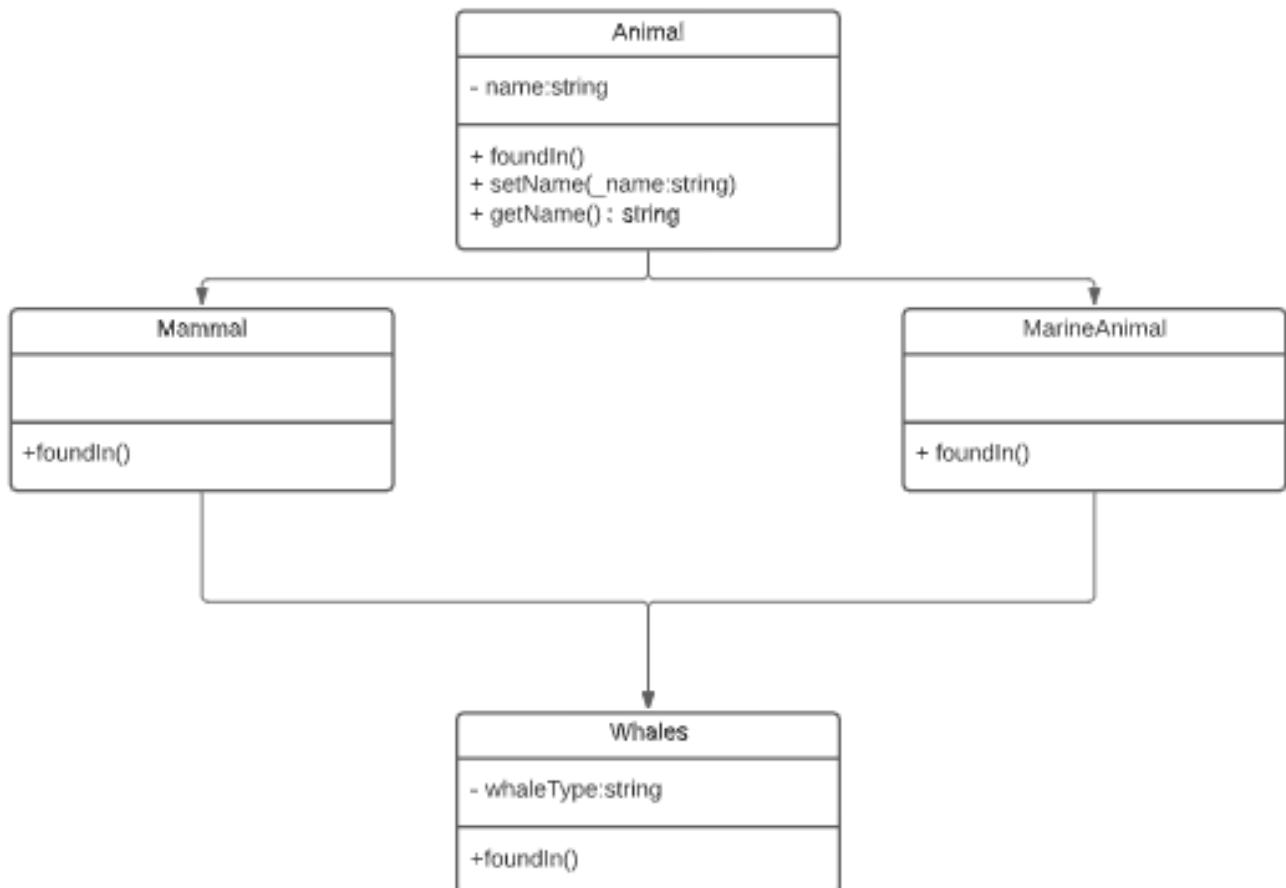 Animal
- name:string
+ foundIn()
+ setName(_name:string)
+ getName() : string
Mammal
+foundIn()
MarineAnimal
+ foundIn()
Whales
- whaleType:string
+foundIn()